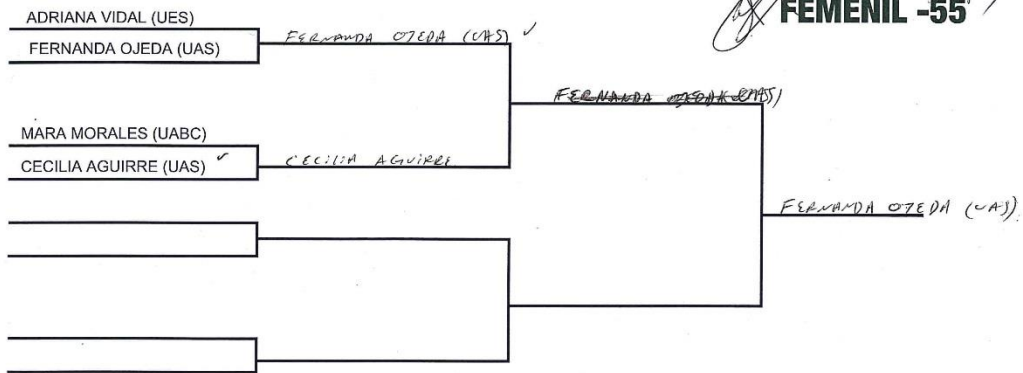 FEMENIL -55
ADRIANA VIDAL (UES)
FERNANDA OJEDA (UAS)
FERNANDA OJEDA (UAS) ✓
FERNANDA
MARA MORALES (UABC)
CECILIA AGUIRRE (UAS) ✓
CECILIA AGUIRRE
FERNANDA OJEDA (UAS)